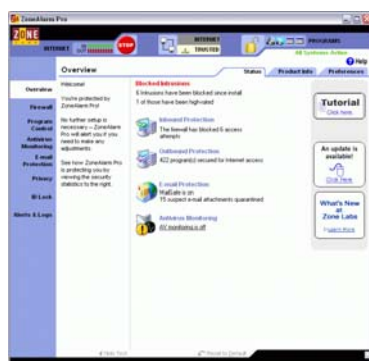 ZoneAlarm Pro
ZONE
INTERNET
STOP
INTERNET
TRUSTED
PROGRAMS
All Systems Active
Help
Overview
Status
Product Info
Preferences
Overview
Firewall
Program
Control
Antivirus
Monitoring
E-mail
Protection
Privacy
ID Lock
Alerts & Logs
Welcome!
You're protected by
ZoneAlarm Pro!
No further setup is
necessary -- ZoneAlarm
Pro will alert you if you
need to make any
adjustments.
See how ZoneAlarm Pro
is protecting you by
viewing the security
statistics to the right.
Blocked Intrusions
6 Intrusions have been blocked since install
1 of those have been high-rated
Inbound Protection
The firewall has blocked 6 access
attempts
Outbound Protection
422 program(s) secured for Internet access
E-mail Protection
MailSafe is on
15 suspect e-mail attachments quarantined
Antivirus Monitoring
AV monitoring is off
Tutorial
Click here.
An update is
available!
Click Here.
What's New
at
Zone Labs
Learn More
Hide Text
Reset to Default